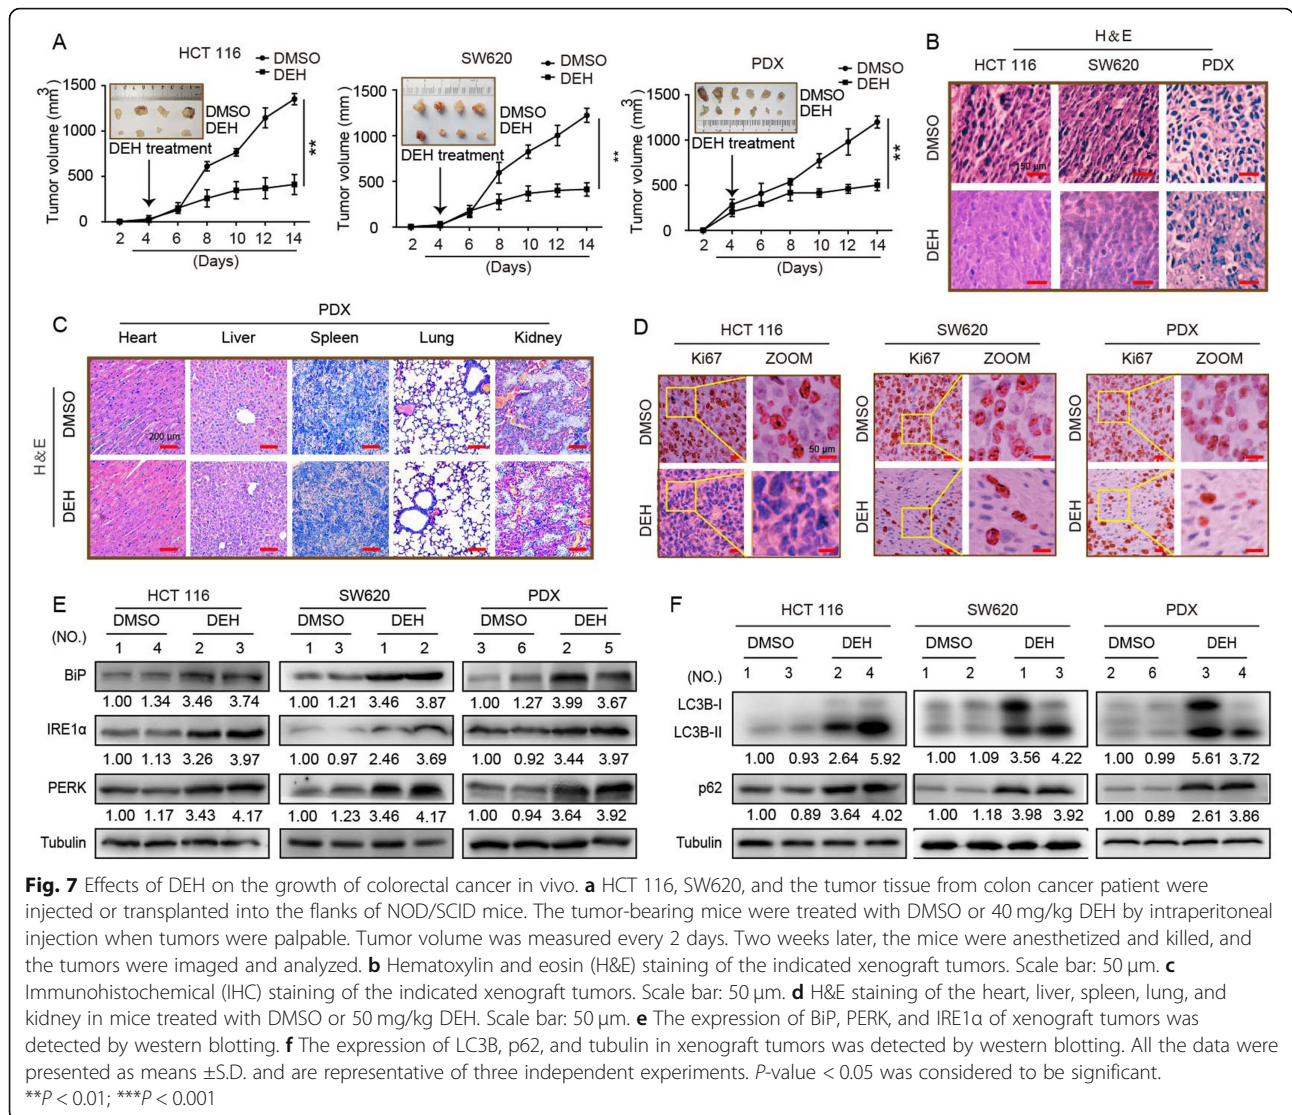 A
HCT 116
DMSO
DEH
Tumor volume (mm³)
1500
1000
500
0
DMSO
DEH
DEH treatment
**
2 4 6 8 10 12 14
(Days)
SW620
DMSO
DEH
Tumor volume (mm³)
1500
1000
500
0
DMSO
DEH
DEH treatment
**
2 4 6 8 10 12 14
(Days)
PDX
DMSO
DEH
Tumor volume (mm³)
1500
1000
500
0
DMSO
DEH
DEH treatment
**
2 4 6 8 10 12 14
(Days)
B
H&E
HCT 116 SW620 PDX
DMSO
150 μm
DEH
C
PDX
Heart Liver Spleen Lung Kidney
H&E
DMSO
200 μm
DEH
D
HCT 116 SW620 PDX
Ki67 ZOOM Ki67 ZOOM Ki67 ZOOM
DMSO DMSO DMSO
50 μm
DEH DEH DEH
E
HCT 116 SW620 PDX
DMSO DEH DMSO DEH DMSO DEH
(NO.) 1 4 2 3 1 3 1 2 3 6 2 5
BiP
1.00 1.34 3.46 3.74 1.00 1.21 3.46 3.87 1.00 1.27 3.99 3.67
IRE1α
1.00 1.13 3.26 3.97 1.00 0.97 2.46 3.69 1.00 0.92 3.44 3.97
PERK
1.00 1.17 3.43 4.17 1.00 1.23 3.46 4.17 1.00 0.94 3.64 3.92
Tubulin
F
HCT 116 SW620 PDX
DMSO DEH DMSO DEH DMSO DEH
(NO.) 1 3 2 4 1 2 1 3 2 6 3 4
LC3B-I
LC3B-II
1.00 0.93 2.64 5.92 1.00 1.09 3.56 4.22 1.00 0.99 5.61 3.72
p62
1.00 0.89 3.64 4.02 1.00 1.18 3.98 3.92 1.00 0.89 2.61 3.86
Tubulin
Fig. 7 Effects of DEH on the growth of colorectal cancer in vivo. a HCT 116, SW620, and the tumor tissue from colon cancer patient were
injected or transplanted into the flanks of NOD/SCID mice. The tumor-bearing mice were treated with DMSO or 40 mg/kg DEH by intraperitoneal
injection when tumors were palpable. Tumor volume was measured every 2 days. Two weeks later, the mice were anesthetized and killed, and
the tumors were imaged and analyzed. b Hematoxylin and eosin (H&E) staining of the indicated xenograft tumors. Scale bar: 50 μm. c
Immunohistochemical (IHC) staining of the indicated xenograft tumors. Scale bar: 50 μm. d H&E staining of the heart, liver, spleen, lung, and
kidney in mice treated with DMSO or 50 mg/kg DEH. Scale bar: 50 μm. e The expression of BiP, PERK, and IRE1α of xenograft tumors was
detected by western blotting. f The expression of LC3B, p62, and tubulin in xenograft tumors was detected by western blotting. All the data were
presented as means ±S.D. and are representative of three independent experiments. P-value < 0.05 was considered to be significant.
**P < 0.01; ***P < 0.001